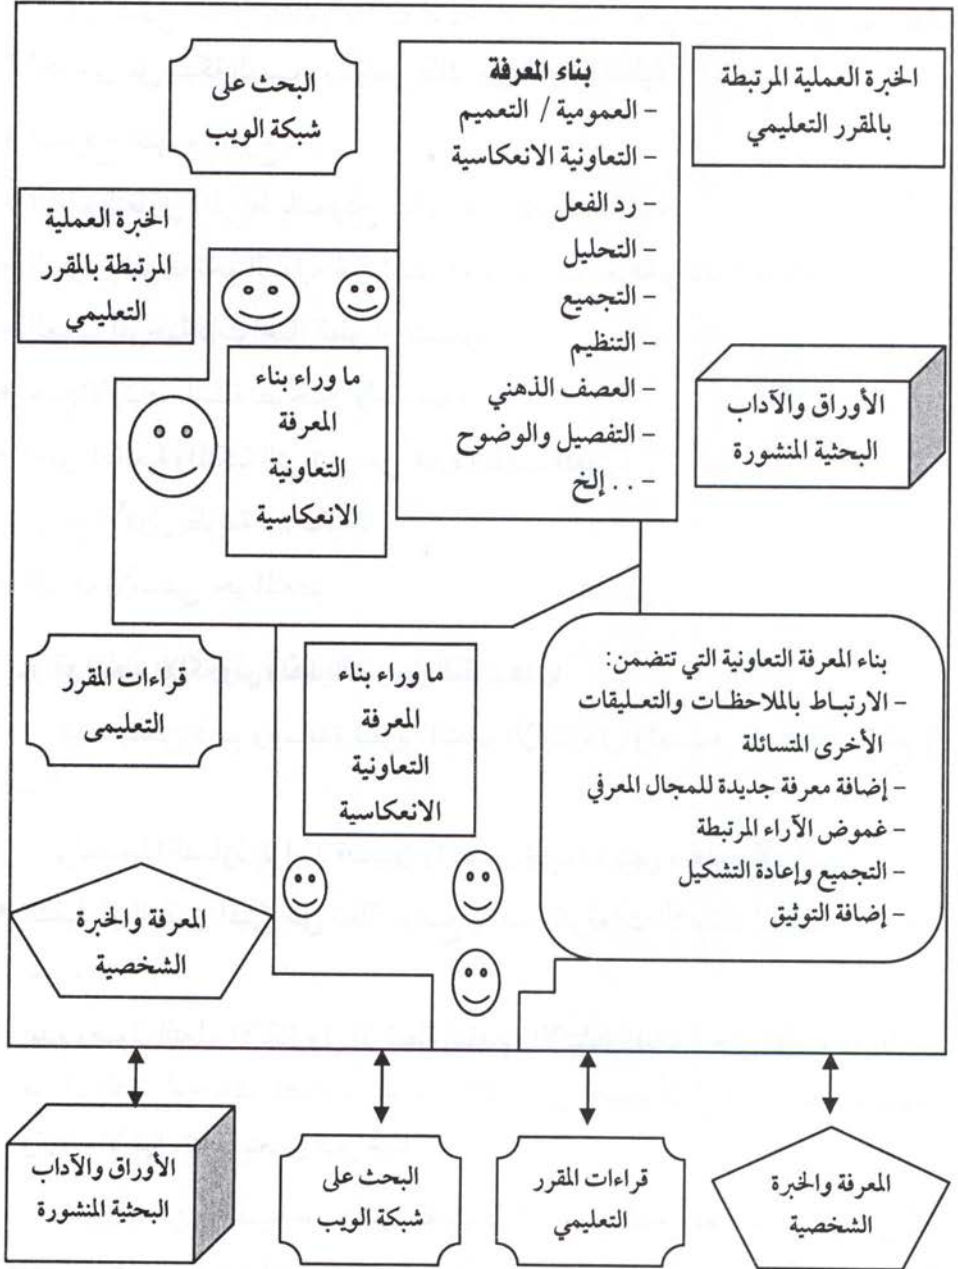 الخبرة العملية المرتبطة
بالمقرر التعليمي
بناء المعرفة
– العمومية / التعميم
– التعاونية الانعكاسية
– رد الفعل
– التحليل
– التجميع
– التنظيم
– العصف الذهني
– التفصيل والوضوح
– . . إلخ
البحث على
شبكة الويب
الخبرة العملية
المرتبطة بالمقرر
التعليمي
ما وراء بناء
المعرفة
التعاونية
الانعكاسية
الأوراق والآداب
البحثية المنشورة
بناء المعرفة التعاونية التي تتضمن:
– الارتباط بالملاحظات والتعليقات
الأخرى المتسائلة
– إضافة معرفة جديدة للمجال المعرفي
– غموض الآراء المرتبطة
– التجميع وإعادة التشكيل
– إضافة التوثيق
ما وراء بناء
المعرفة
التعاونية
الانعكاسية
قراءات المقرر
التعليمى
المعرفة والخبرة
الشخصية
المعرفة والخبرة
الشخصية
قراءات المقرر
التعليمي
البحث على
شبكة الويب
الأوراق والآداب
البحثية المنشورة